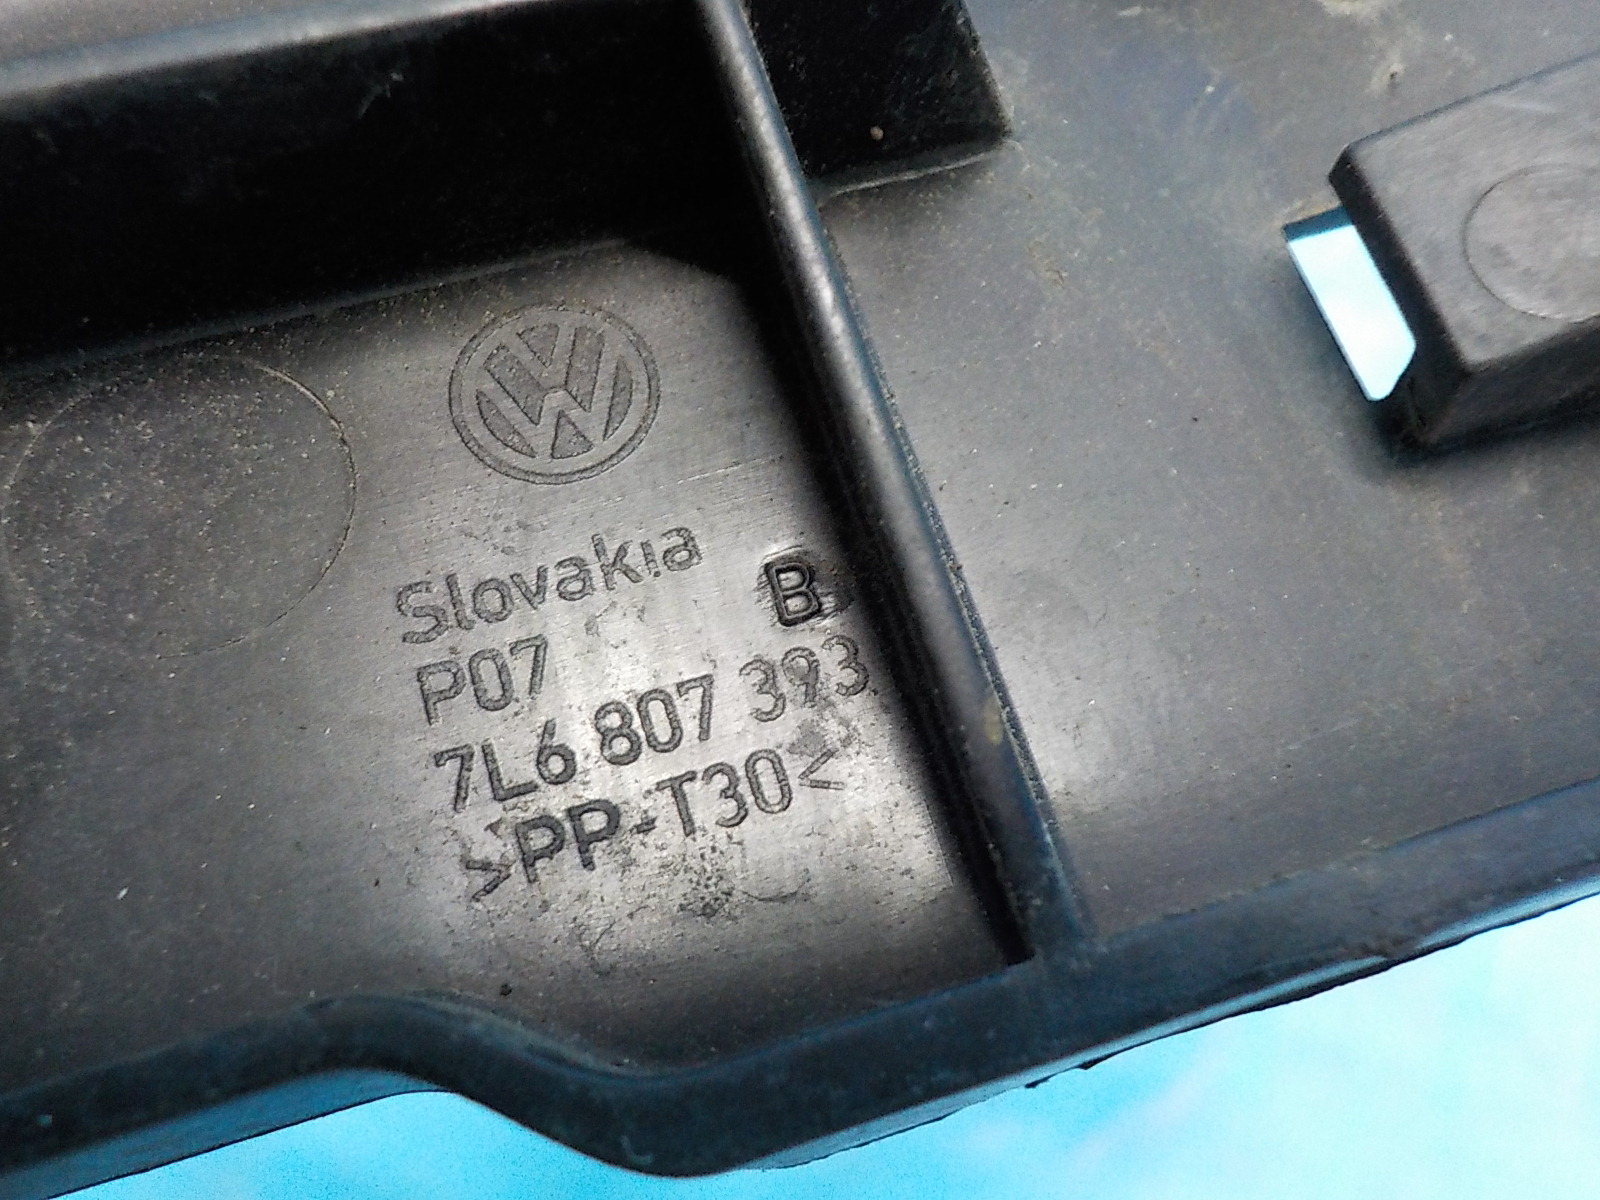 Slovakia
P07 B
7L6 807 393
>PP-T30<